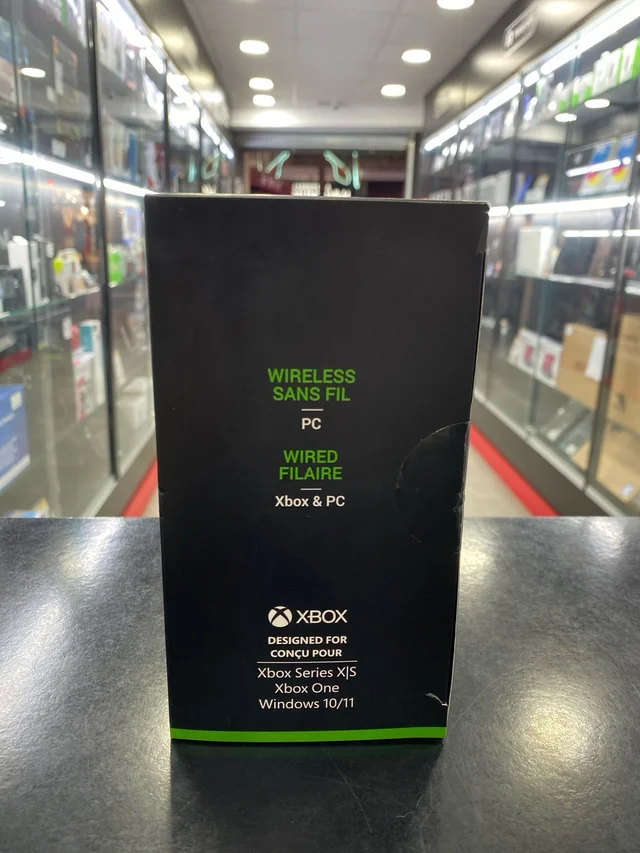 WIRELESS
SANS FIL
PC
WIRED
FILAIRE
Xbox & PC
XBOX
DESIGNED FOR
CONÇU POUR
Xbox Series X|S
Xbox One
Windows 10/11